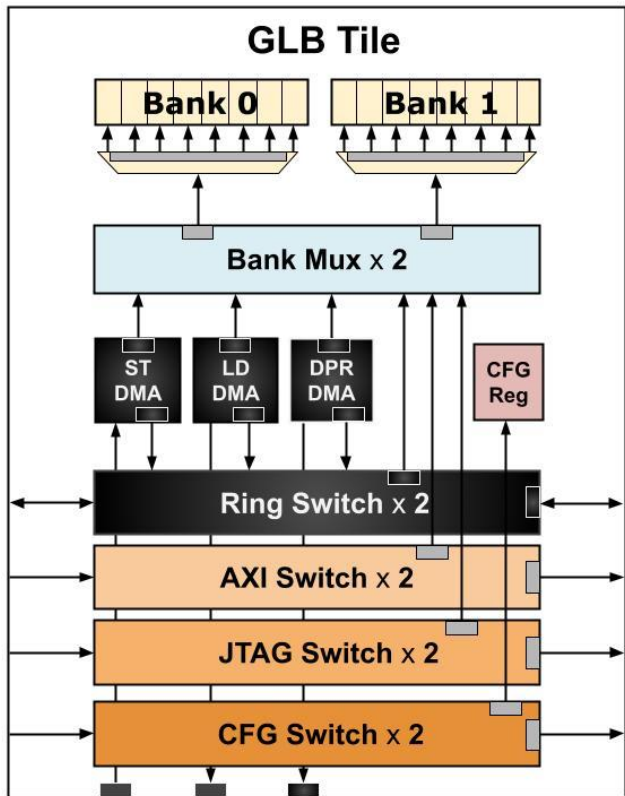 GLB Tile
Bank 0
Bank 1
Bank Mux x 2
ST
DMA
LD
DMA
DPR
DMA
CFG
Reg
Ring Switch x 2
AXI Switch x 2
JTAG Switch x 2
CFG Switch x 2